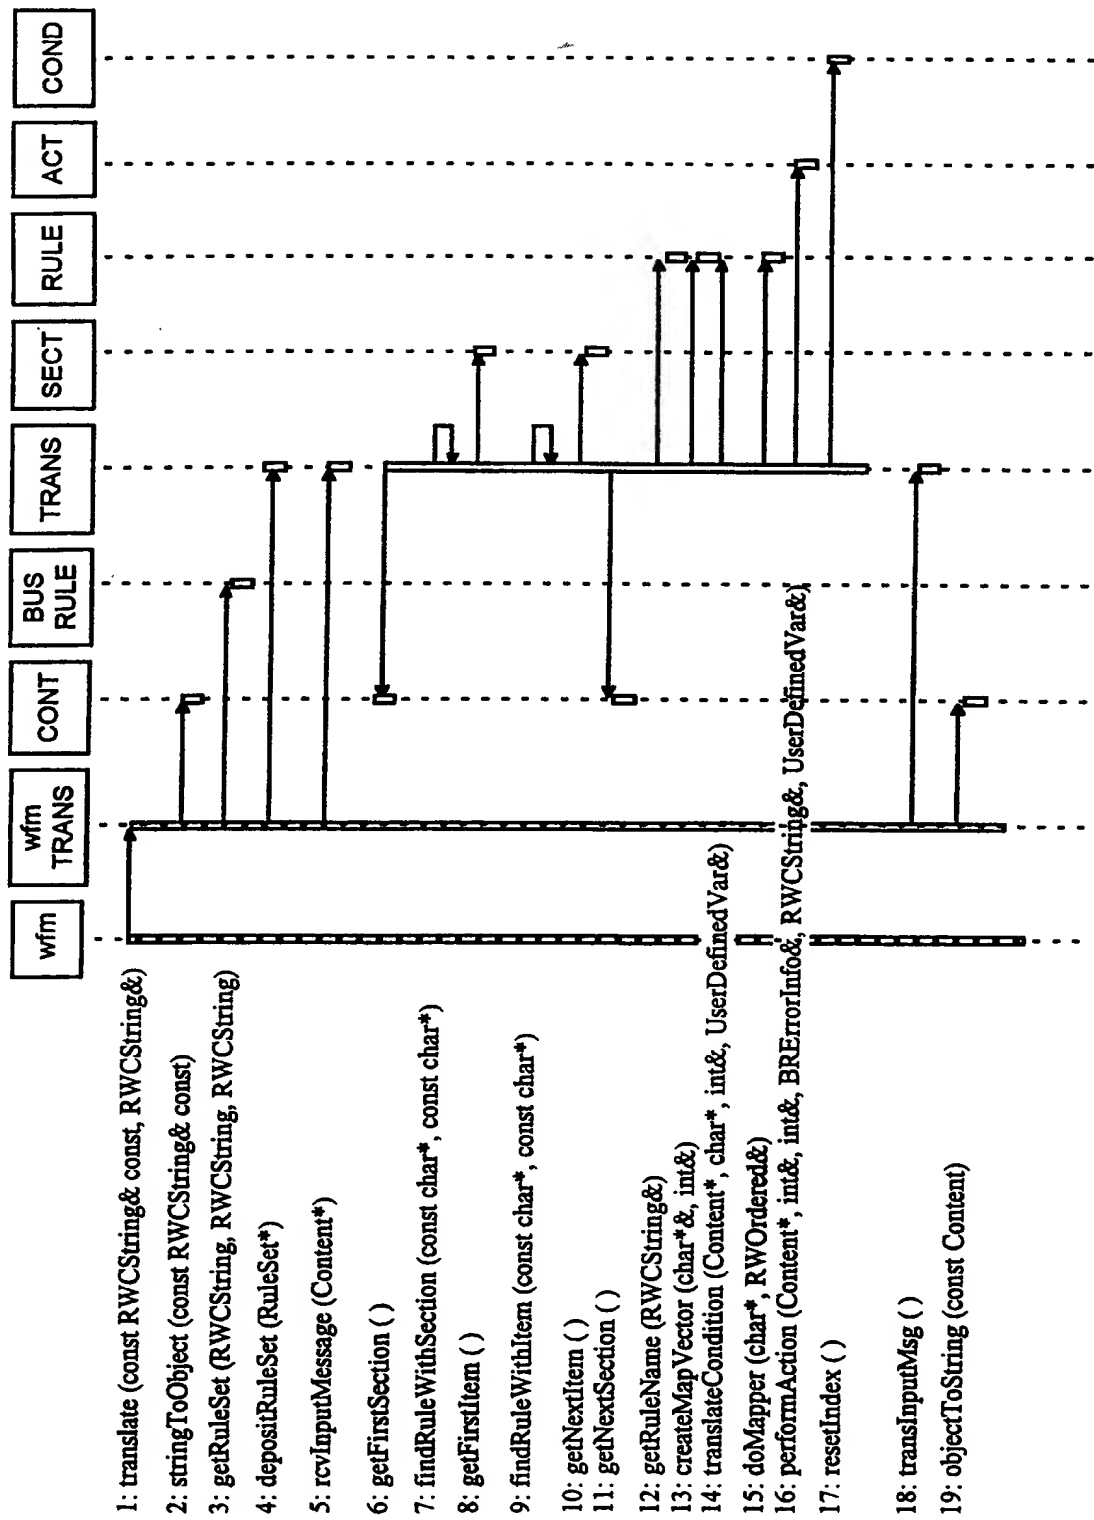 wfm
wfm
TRANS
CONT
BUS
RULE
TRANS
SECT
RULE
ACT
COND
1: translate (const RWCString& const, RWCString&)
2: stringToObject (const RWCString& const)
3: getRuleSet (RWCString, RWCString, RWCString)
4: depositRuleSet (RuleSet*)
5: rcvInputMessage (Content*)
6: getFirstSection ( )
7: findRuleWithSection (const char*, const char*)
8: getFirstItem ( )
9: findRuleWithItem (const char*, const char*)
10: getNextItem ( )
11: getNextSection ( )
12: getRuleName (RWCString&)
13: createMapVector (char*&, int&)
14: translateCondition (Content*, char*, int&, UserDefinedVar&)
15: doMapper (char*, RWOrdered&)
16: performAction (Content*, int&, int&, BRErrorInfo&, RWCString&, UserDefinedVar&)
17: resetIndex ( )
18: transInputMsg ( )
19: objectToString (const Content)